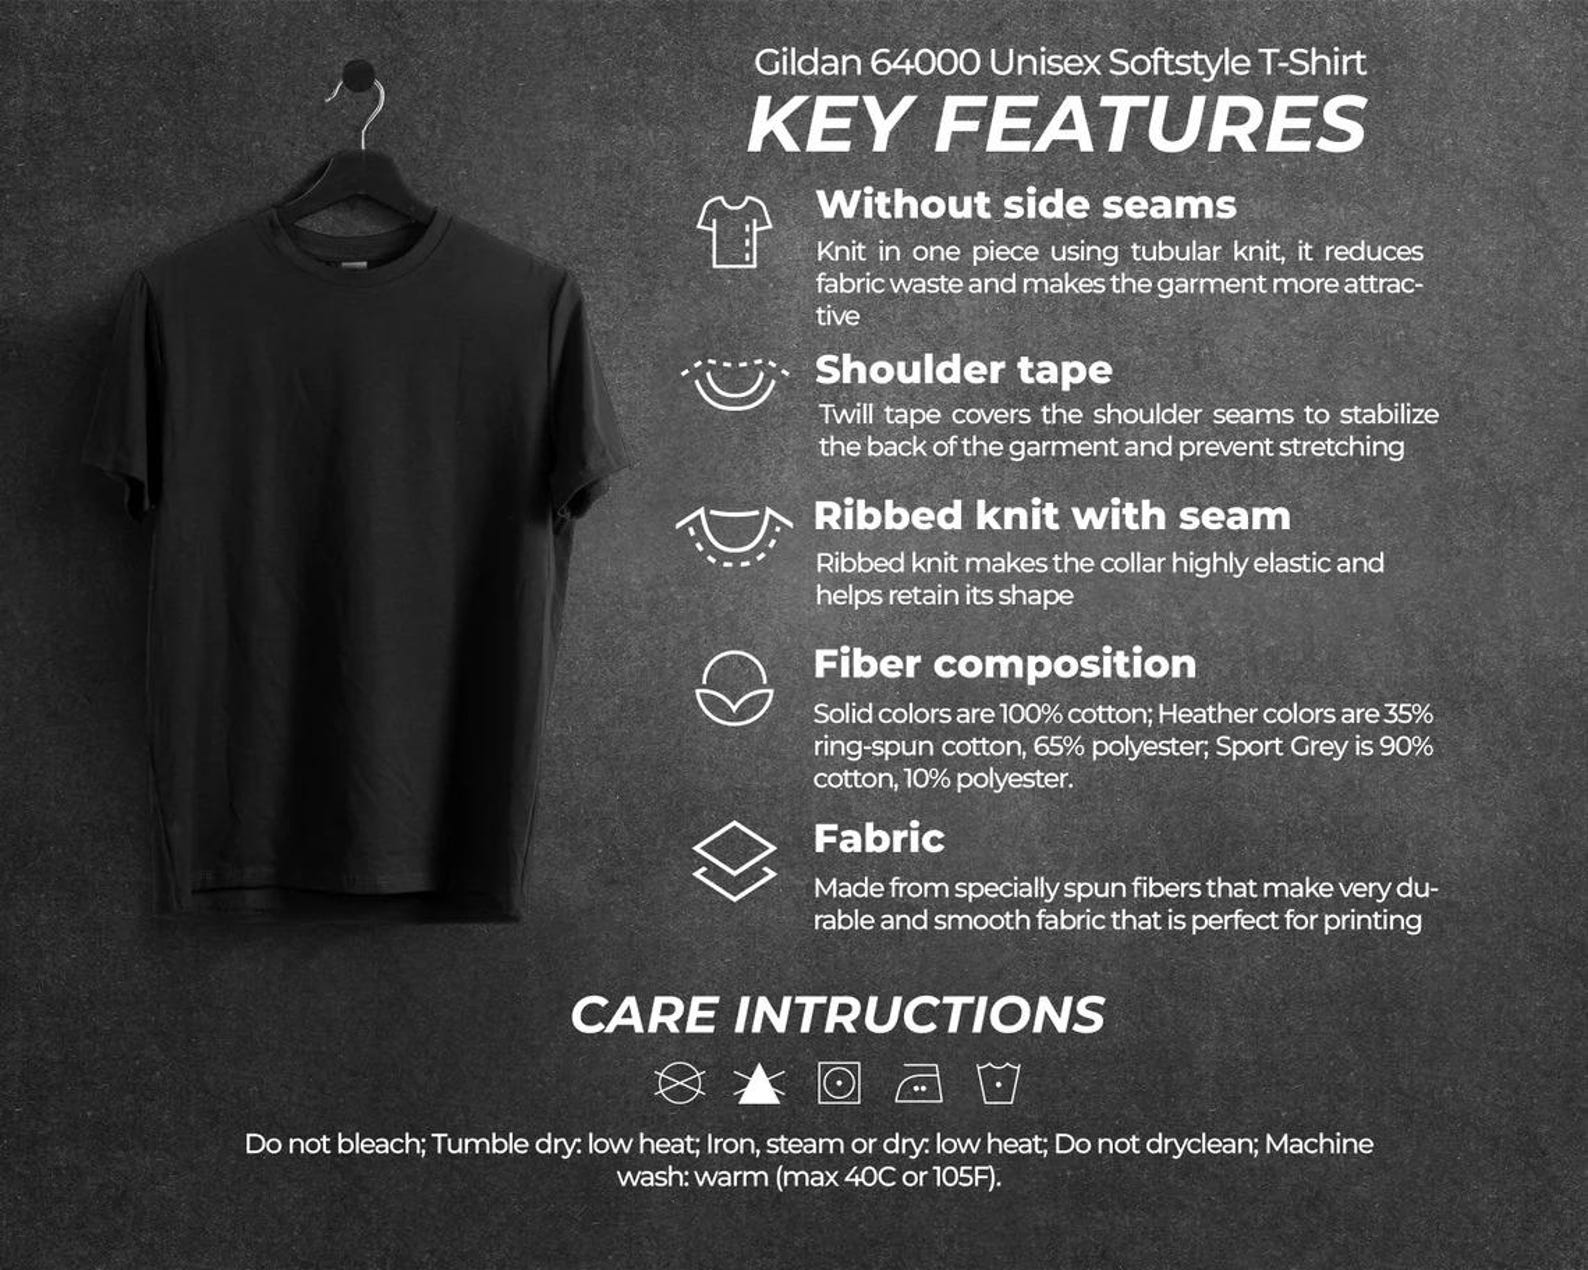 Gildan 64000 Unisex Softstyle T-Shirt
KEY FEATURES
Without side seams
Knit in one piece using tubular knit, it reduces
fabric waste and makes the garment more attrac-
tive
Shoulder tape
Twill tape covers the shoulder seams to stabilize
the back of the garment and prevent stretching
Ribbed knit with seam
Ribbed knit makes the collar highly elastic and
helps retain its shape
Fiber composition
Solid colors are 100% cotton; Heather colors are 35%
ring-spun cotton, 65% polyester; Sport Grey is 90%
cotton, 10% polyester.
Fabric
Made from specially spun fibers that make very du-
rable and smooth fabric that is perfect for printing
CARE INTRUCTIONS
Do not bleach; Tumble dry: low heat; Iron, steam or dry: low heat; Do not dryclean; Machine
wash: warm (max 40C or 105F).